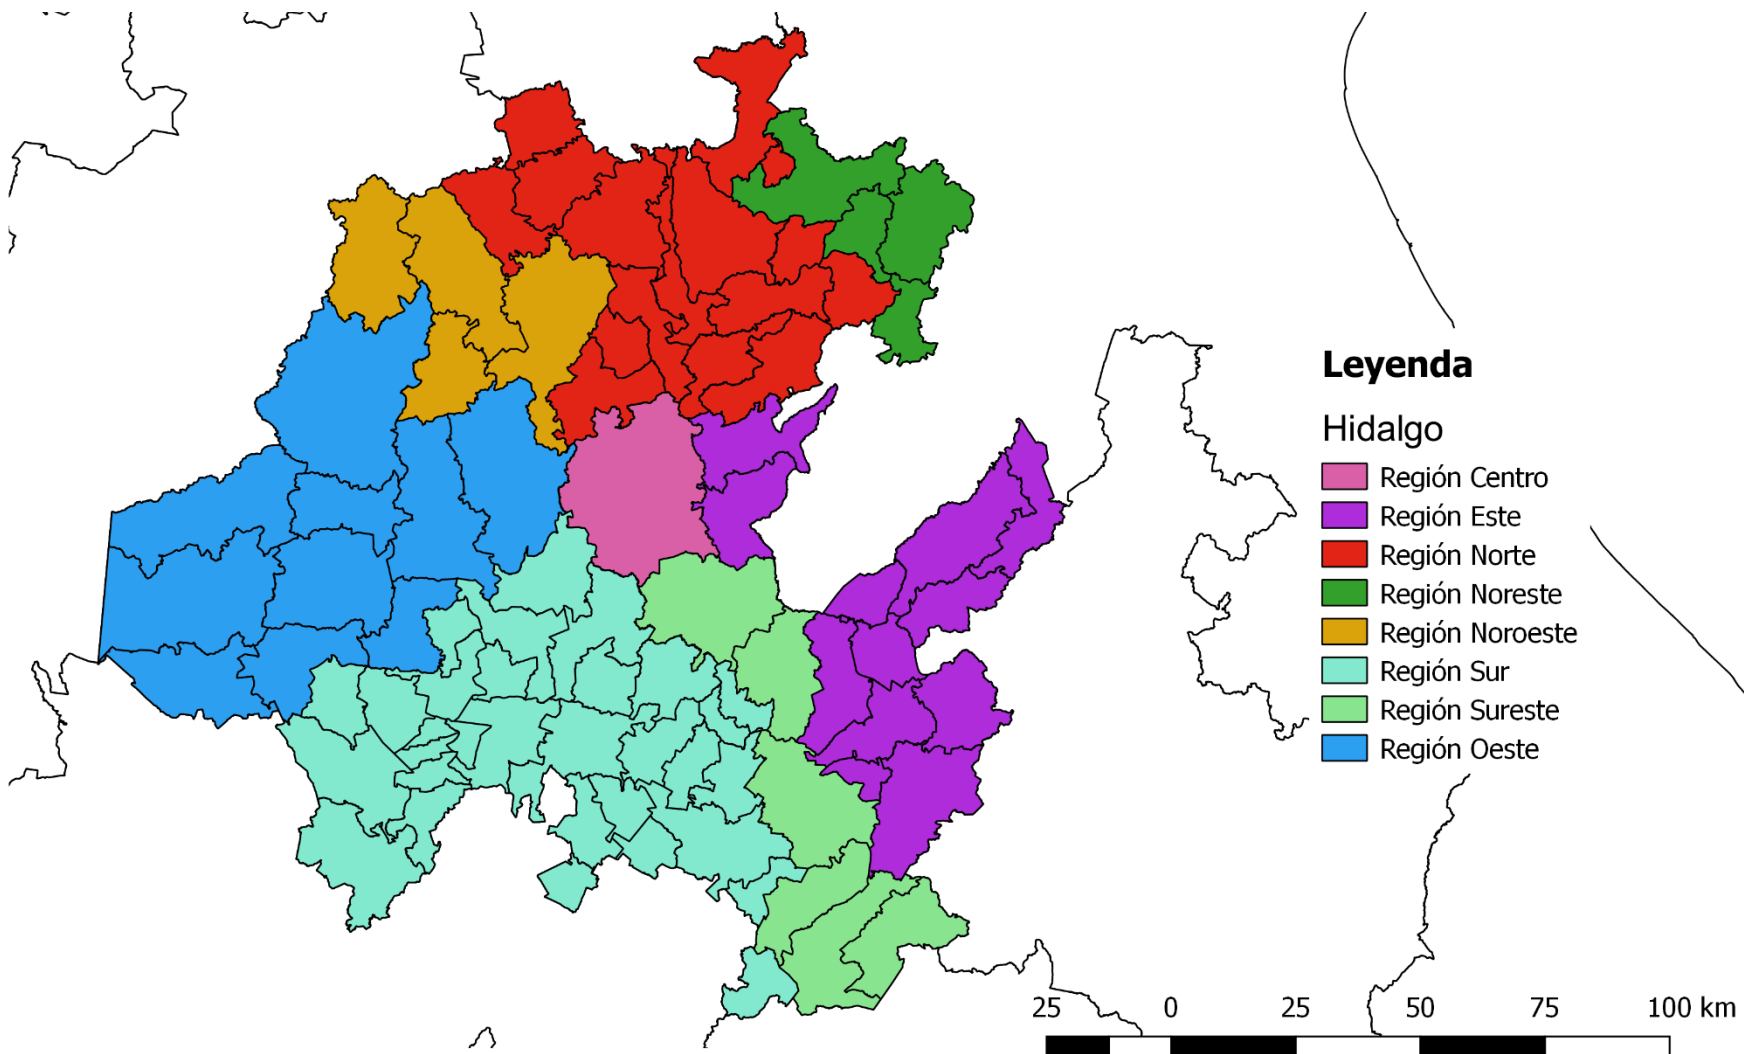 Leyenda
Hidalgo
Región Centro
Región Este
Región Norte
Región Noreste
Región Noroeste
Región Sur
Región Sureste
Región Oeste
25 0 25 50 75 100 km